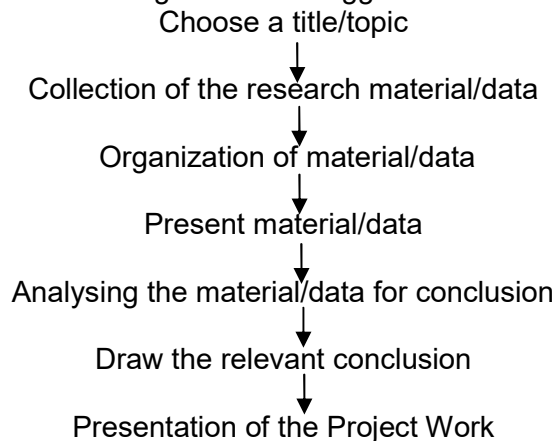 Choose a title/topic
Collection of the research material/data
Organization of material/data
Present material/data
Analysing the material/data for conclusion
Draw the relevant conclusion
Presentation of the Project Work